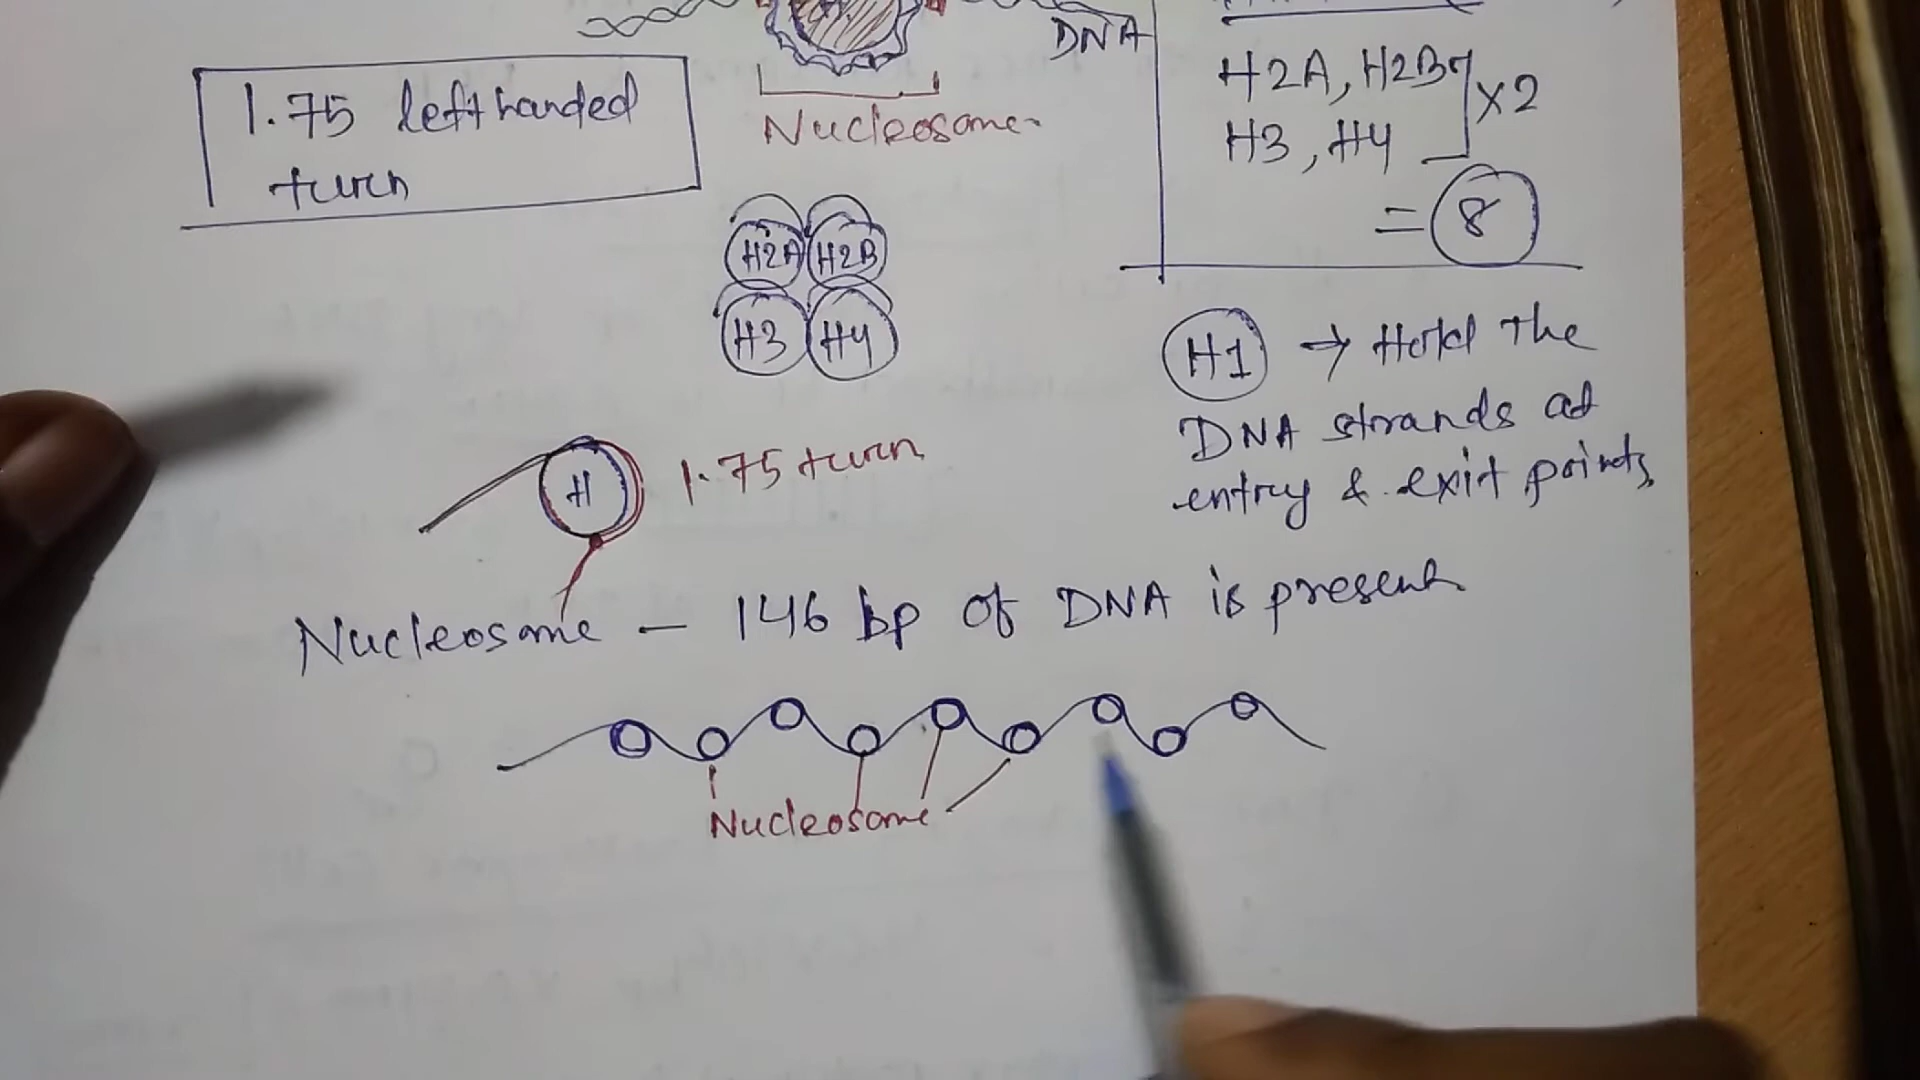 DNA
1.75 left handed
turn
Nucleosome
H2A, H2B
H3, H4
x2
= 8
H2A H2B
H3 H4
H1 → Hold the
DNA strands at
entry & exit points
H
1.75 turn
Nucleosome – 146 bp of DNA is present
Nucleosome